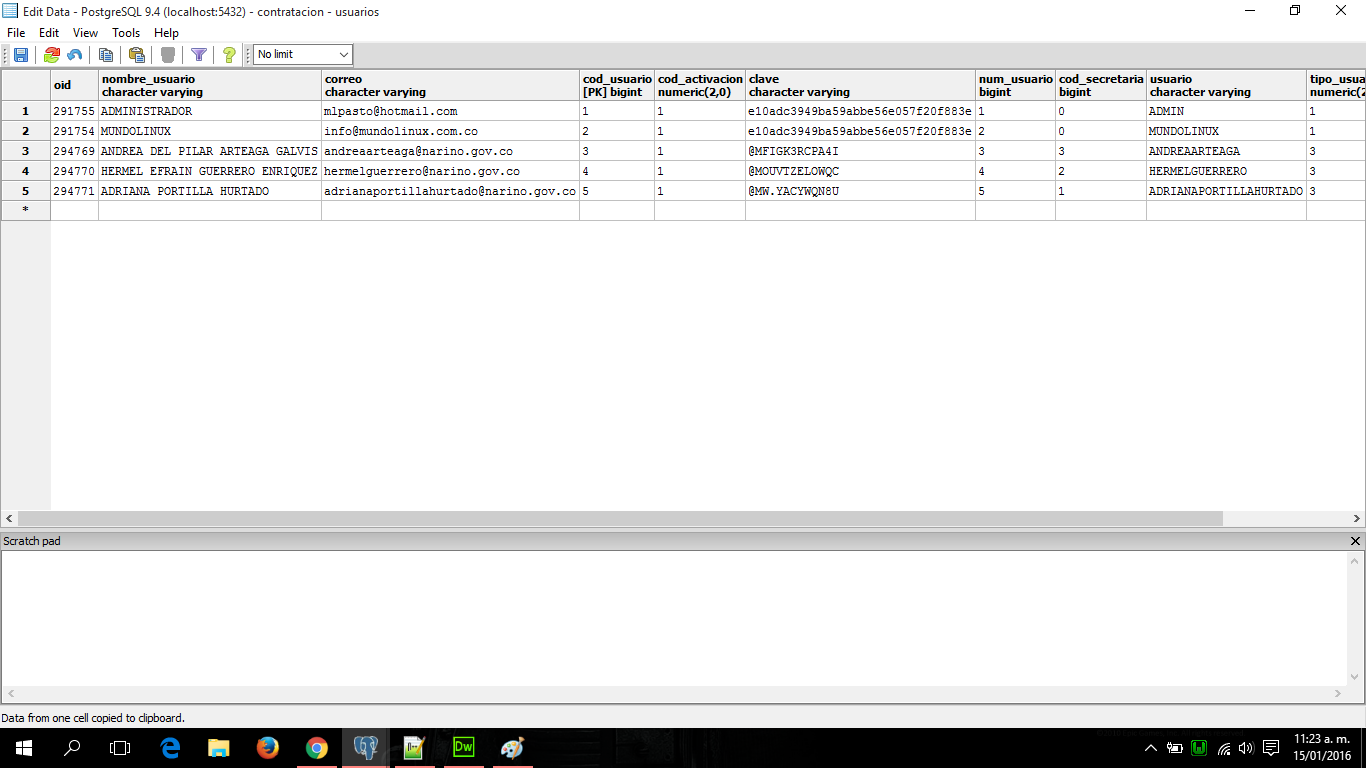 Edit Data - PostgreSQL 9.4 (localhost:5432) - contratacion - usuarios
File Edit View Tools Help
No limit
oid nombre_usuario correo cod_usuario cod_activacion clave num_usuario cod_secretaria usuario tipo_usua
character varying character varying [PK] bigint numeric(2,0) character varying bigint bigint character varying numeric(2
1 291755 ADMINISTRADOR mlpasto@hotmail.com 1 1 e10adc3949ba59abbe56e057f20f883e 1 0 ADMIN 1
2 291754 MUNDOLINUX info@mundolinux.com.co 2 1 e10adc3949ba59abbe56e057f20f883e 2 0 MUNDOLINUX 1
3 294769 ANDREA DEL PILAR ARTEAGA GALVIS andreaarteaga@narino.gov.co 3 1 @MFIGK3RCPA4I 3 3 ANDREAARTEAGA 3
4 294770 HERMEL EFRAIN GUERRERO ENRIQUEZ hermelguerrero@narino.gov.co 4 1 @MOUVTZELOWQC 4 2 HERMELGUERRERO 3
5 294771 ADRIANA PORTILLA HURTADO adrianaportillahurtado@narino.gov.co 5 1 @MW.YACYWQN8U 5 1 ADRIANAPORTILLAHURTADO 3
*
Scratch pad
Data from one cell copied to clipboard.
Dw
11:23 a. m.
15/01/2016